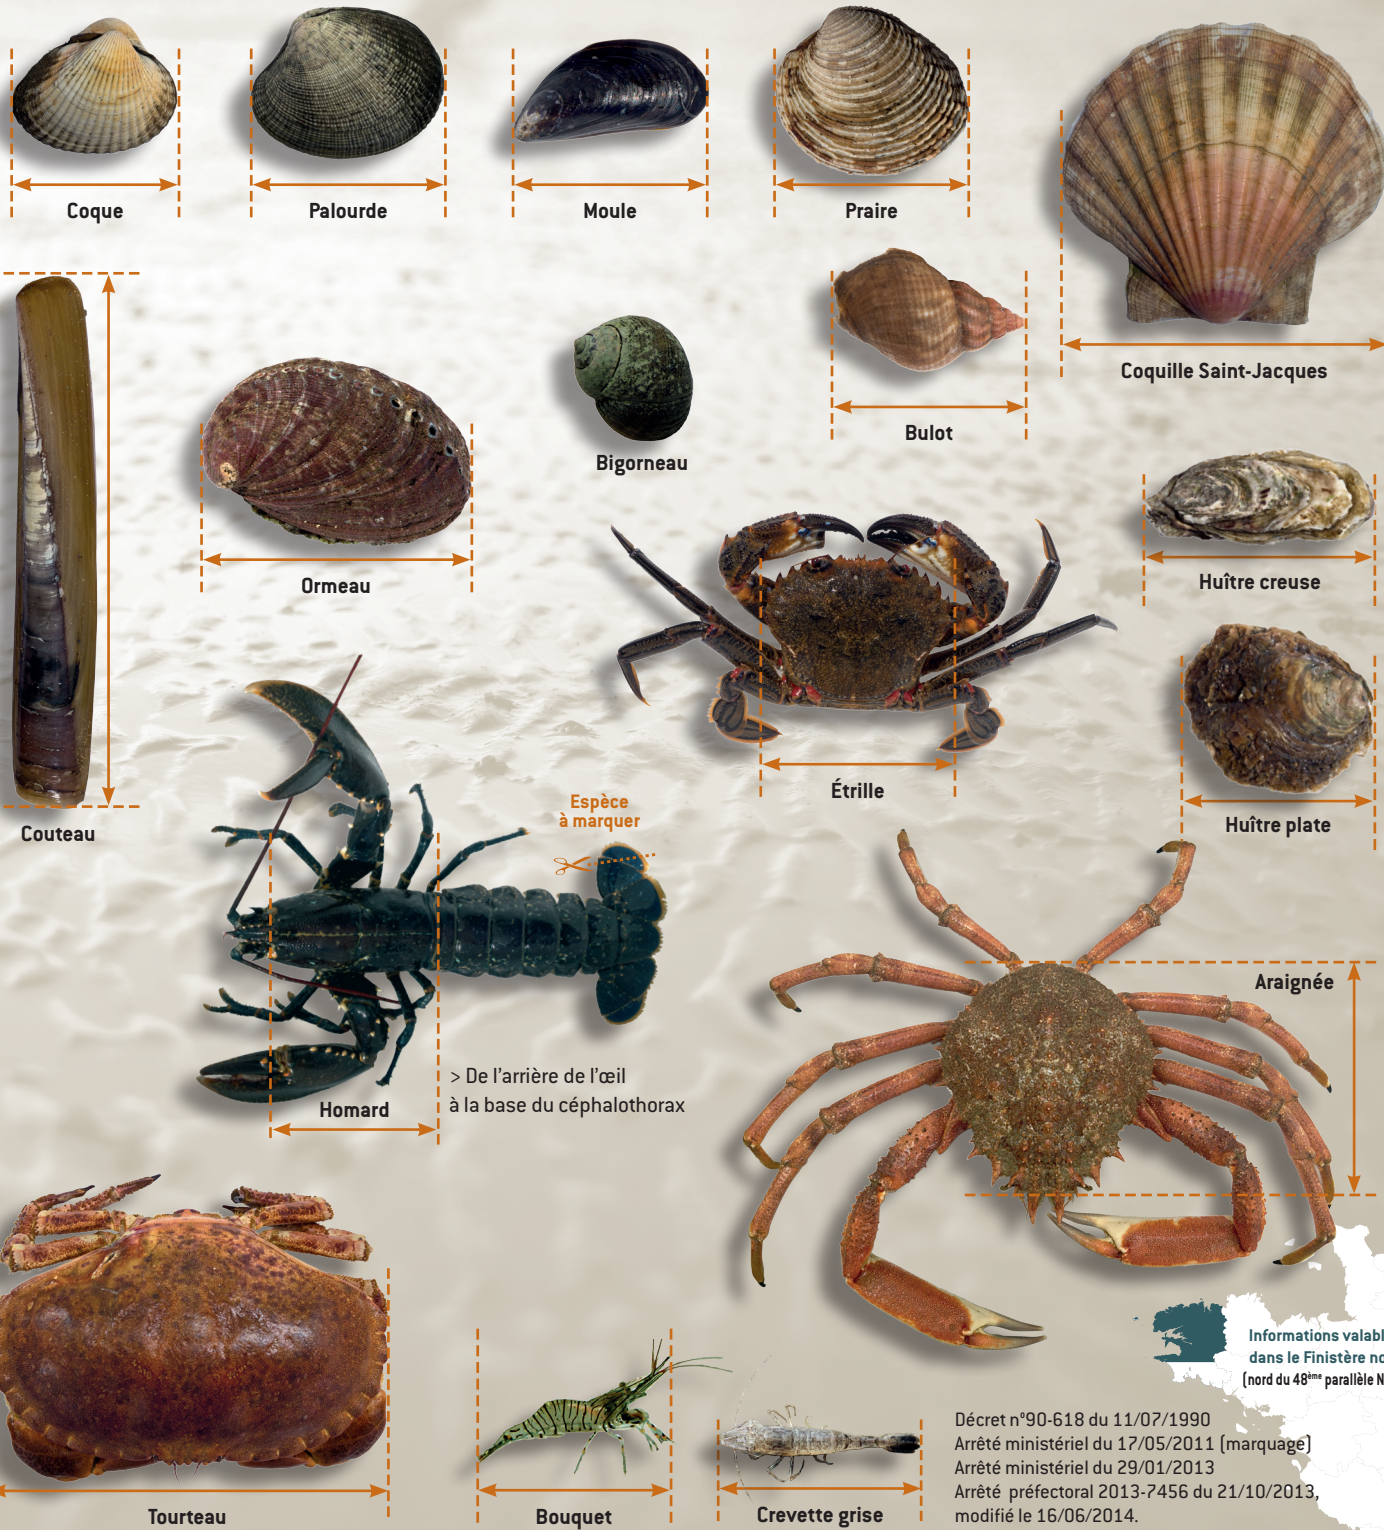 Coque
Palourde
Moule
Praire
Coquille Saint-Jacques
Bulot
Bigorneau
Ormeau
Huître creuse
Étrille
Huître plate
Couteau
Espèce
à marquer
Araignée
> De l'arrière de l'œil
à la base du céphalothorax
Homard
Informations valabl
dans le Finistère no
(nord du 48ème parallèle N
Décret n°90-618 du 11/07/1990
Arrêté ministériel du 17/05/2011 (marquage)
Arrêté ministériel du 29/01/2013
Arrêté préfectoral 2013-7456 du 21/10/2013,
modifié le 16/06/2014.
Tourteau
Bouquet
Crevette grise